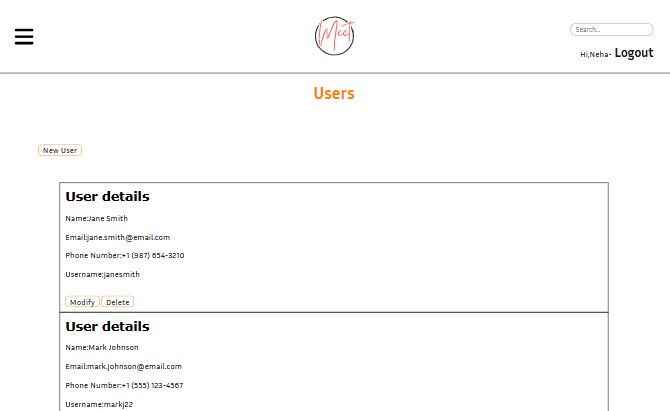 Meet
Search...
Hi,Neha- Logout
Users
New User
User details
Name:Jane Smith
Email:jane.smith@email.com
Phone Number:+1 (987) 654-3210
Username:janesmith
Modify Delete
User details
Name:Mark Johnson
Email:mark.johnson@email.com
Phone Number:+1 (555) 123-4567
Username:markj22